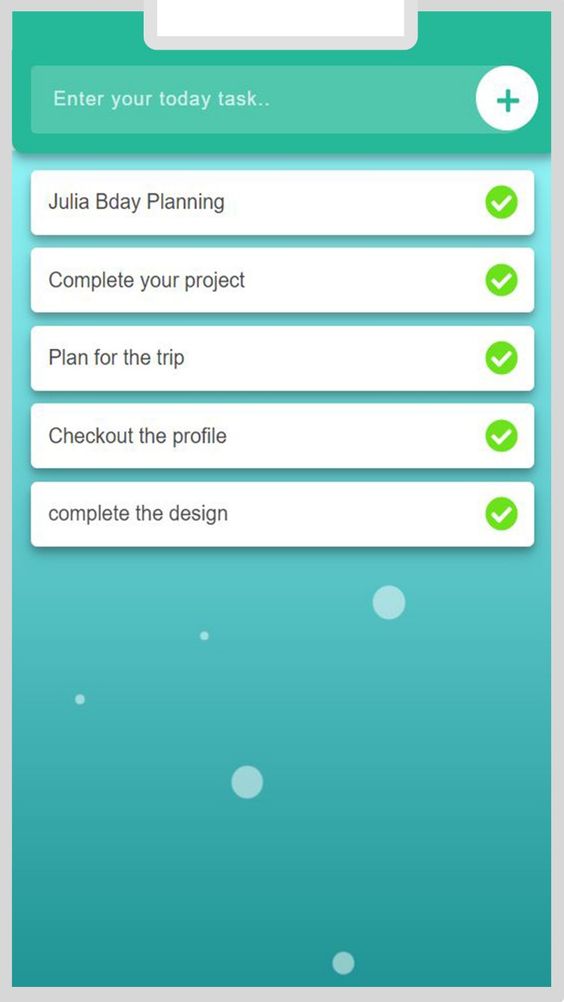 Enter your today task..
Julia Bday Planning
Complete your project
Plan for the trip
Checkout the profile
complete the design